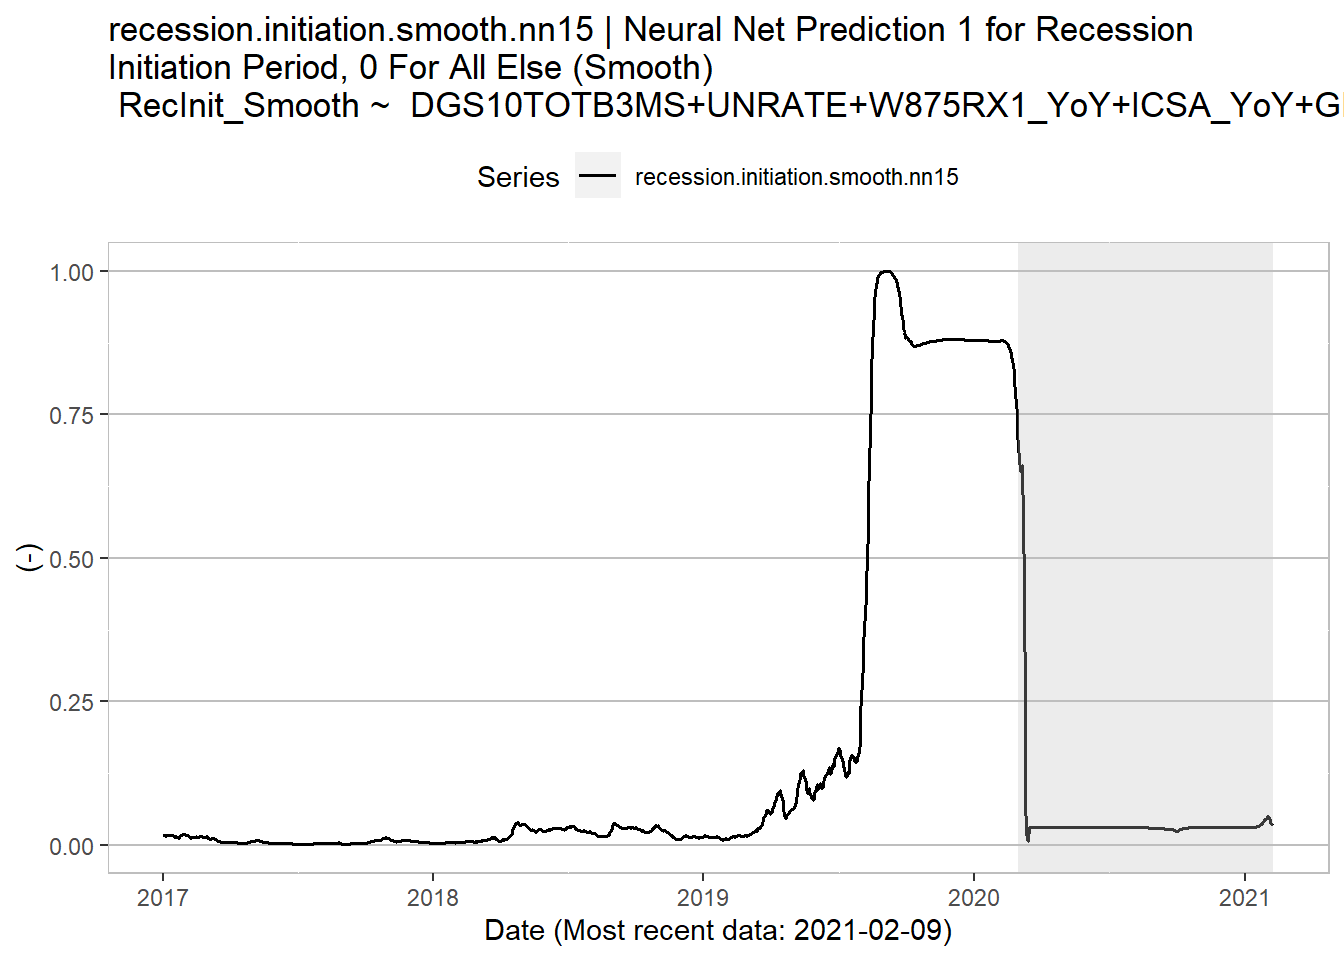 recession.initiation.smooth.nn15 | Neural Net Prediction 1 for Recession
Initiation Period, 0 For All Else (Smooth)
RecInit_Smooth ~ DGS10TOTB3MS+UNRATE+W875RX1_YoY+ICSA_YoY+G
Series
recession.initiation.smooth.nn15
(-)
1.00
0.75
0.50
0.25
0.00
2017
2018
2019
2020
2021
Date (Most recent data: 2021-02-09)